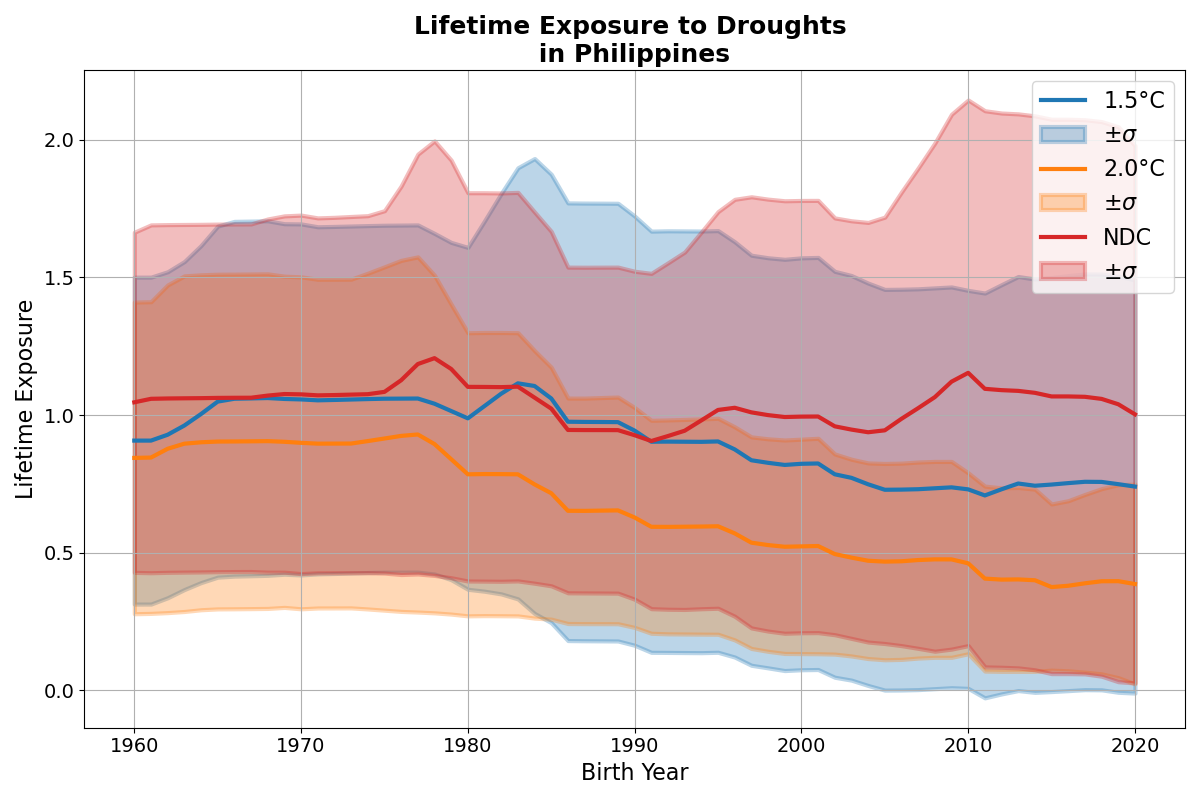 Lifetime Exposure to Droughts
in Philippines
Lifetime Exposure
2.0
1.5
1.0
0.5
0.0
1960 1970 1980 1990 2000 2010 2020
Birth Year
1.5°C
±σ
2.0°C
±σ
NDC
±σ